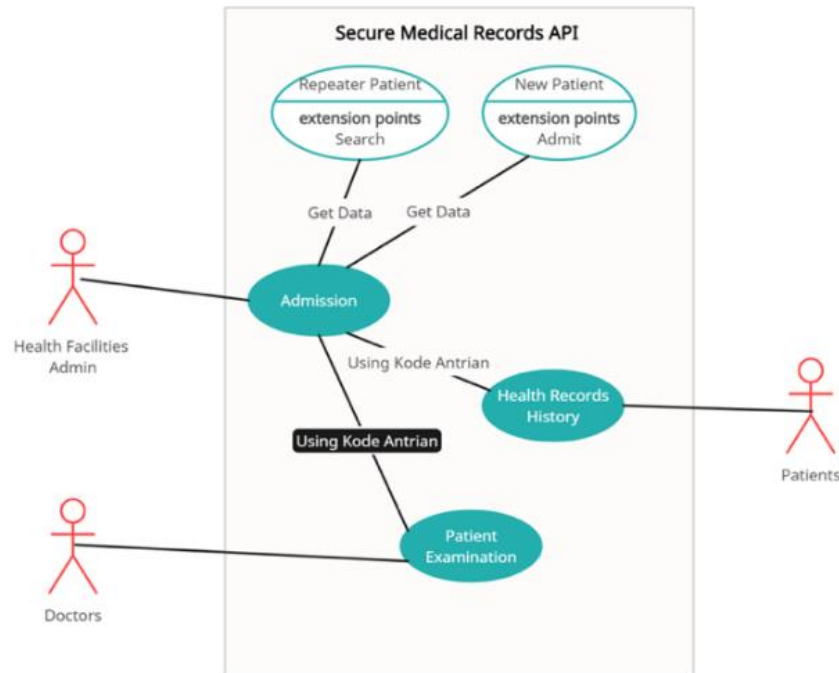 Secure Medical Records API
Repeater Patient
extension points
Search
New Patient
extension points
Admit
Get Data
Get Data
Admission
Health Facilities
Admin
Using Kode Antrian
Health Records
History
Using Kode Antrian
Patients
Patient
Examination
Doctors